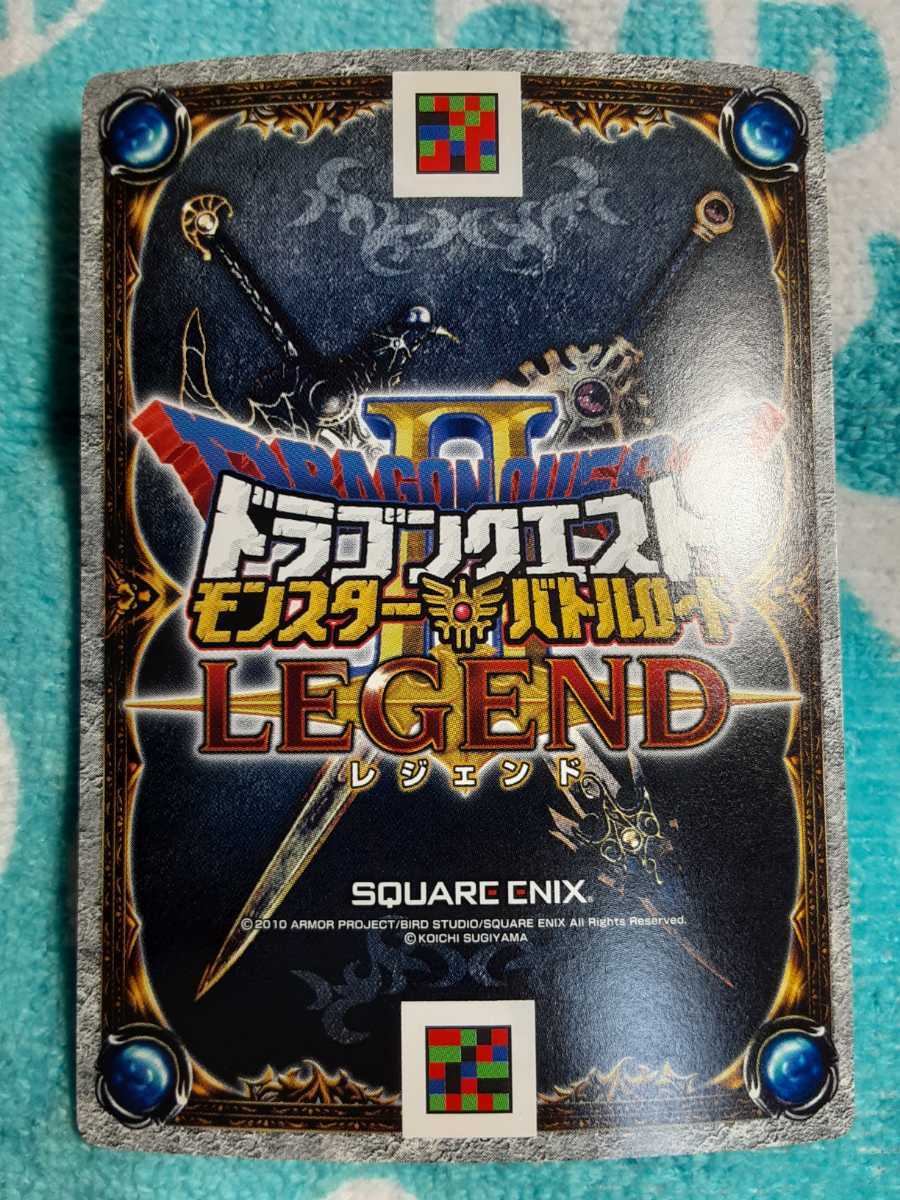 II
DRAGON QUEST
ドラゴンクエスト
モンスターバトルロード
II
LEGEND
レジェンド
SQUARE ENIX®
©2010 ARMOR PROJECT/BIRD STUDIO/SQUARE ENIX All Rights Reserved.
©KOICHI SUGIYAMA